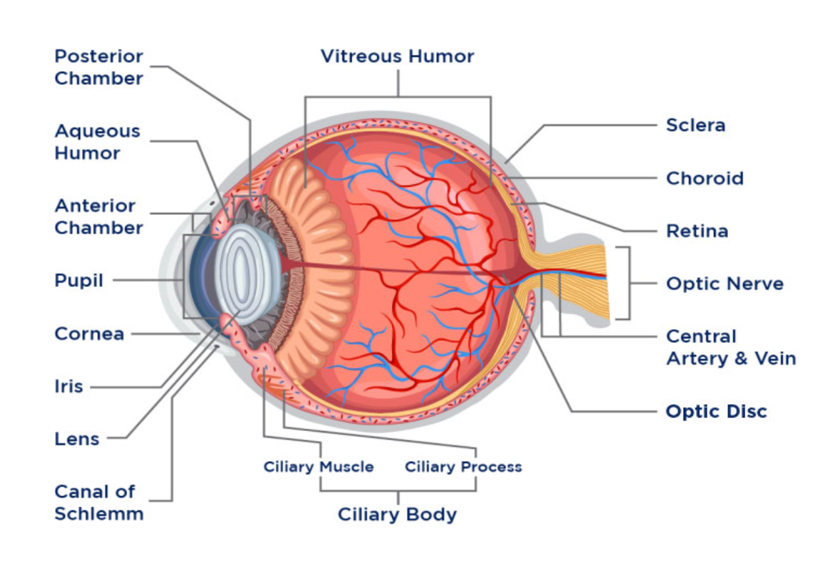 Posterior
Chamber
Vitreous Humor
Aqueous
Humor
Anterior
Chamber
Pupil
Cornea
Iris
Lens
Canal of
Schlemm
Ciliary Muscle
Ciliary Process
Ciliary Body
Sclera
Choroid
Retina
Optic Nerve
Central
Artery & Vein
Optic Disc